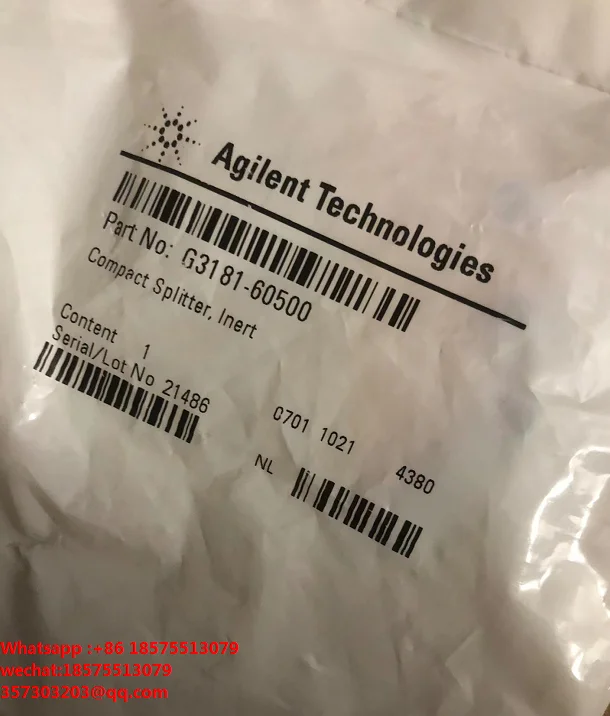 Agilent Technologies
Part No: G3181-60500
Compact Splitter, Inert
Content 1
Serial/Lot No 21486
0701 1021 4380
NL
Whatsapp :+86 18575513079
wechat:18575513079
357303203@qq.com